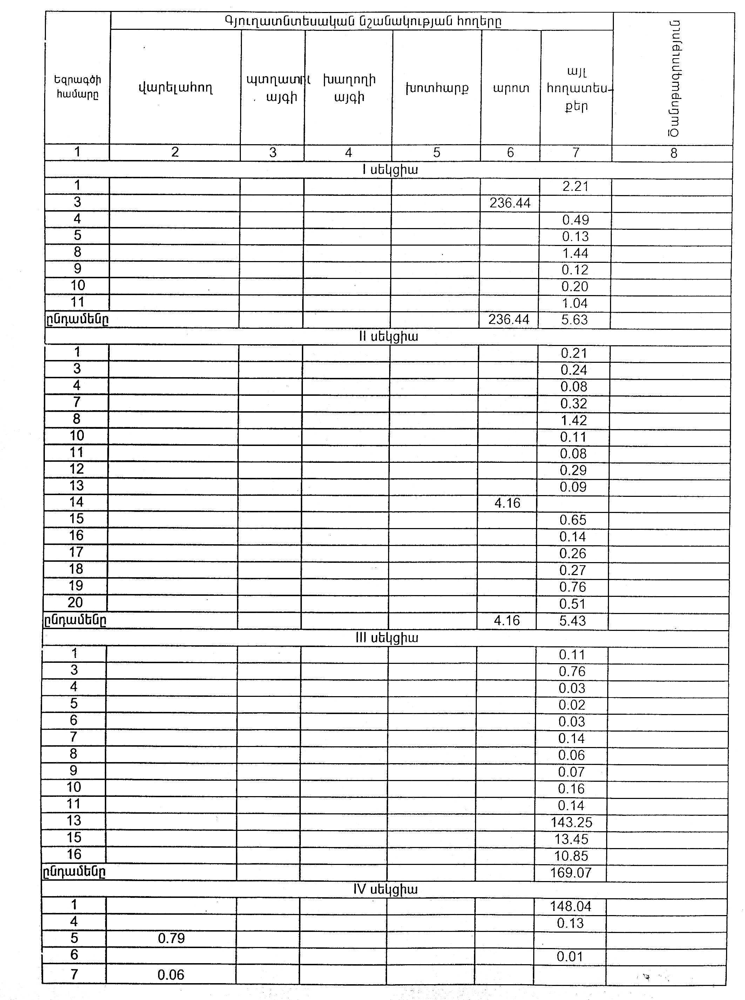 Գյուղատնտեսական նշանակության հողերը
եզրագծի համարը
վարելահող
պտղատու այգի
խաղողի այգի
խոտհարք
արոտ
այլ հողատես-քեր
Ծանրաբեռնությունը
1 2 3 4 5 6 7 8
I սեկցիա
1 2.21
3 236.44
4 0.49
5 0.13
8 1.44
9 0.12
10 0.20
11 1.04
ընդամենը 236.44 5.63
II սեկցիա
1 0.21
3 0.24
4 0.08
7 0.32
8 1.42
10 0.11
11 0.08
12 0.29
13 0.09
14 4.16
15 0.65
16 0.14
17 0.26
18 0.27
19 0.76
20 0.51
ընդամենը 4.16 5.43
III սեկցիա
1 0.11
3 0.76
4 0.03
5 0.02
6 0.03
7 0.14
8 0.06
9 0.07
10 0.16
11 0.14
13 143.25
15 13.45
16 10.85
ընդամենը 169.07
IV սեկցիա
1 148.04
4 0.13
5 0.79
6 0.01
7 0.06